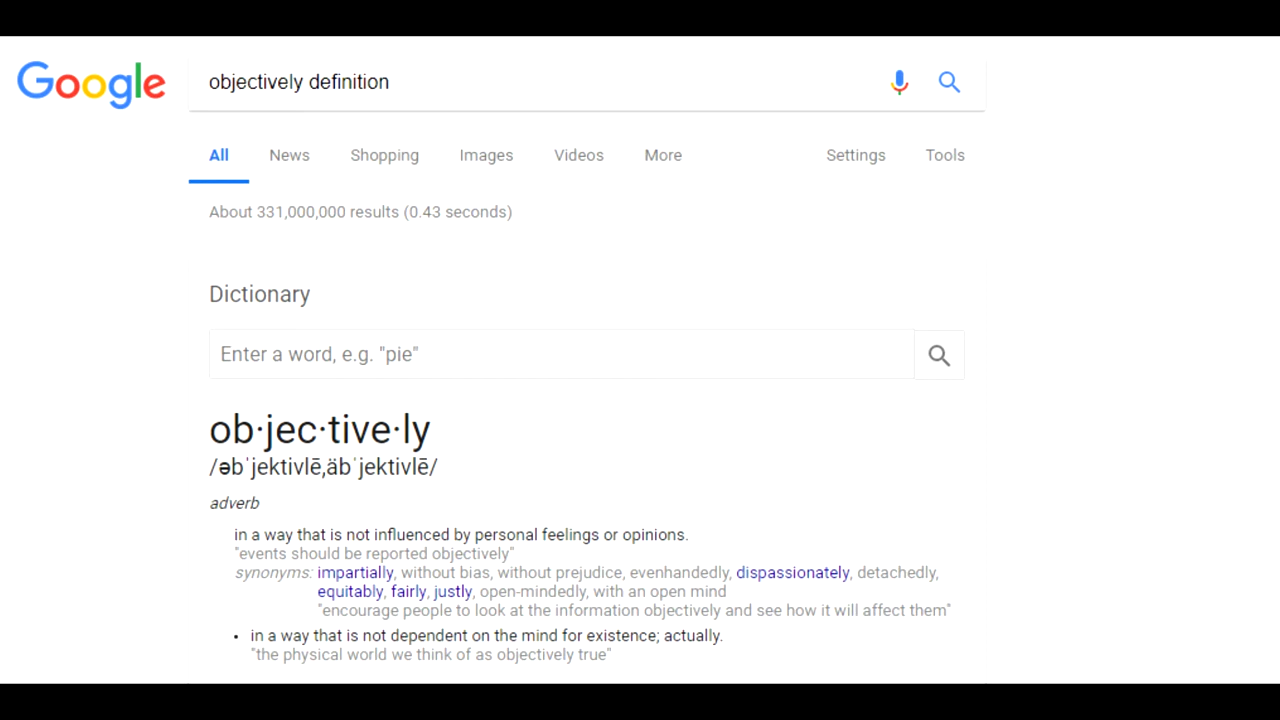 Google
objectively definition
All News Shopping Images Videos More Settings Tools
About 331,000,000 results (0.43 seconds)
Dictionary
Enter a word, e.g. "pie"
ob·jec·tive·ly
/əbˈjektivlē,äbˈjektivlē/
adverb
in a way that is not influenced by personal feelings or opinions.
"events should be reported objectively"
synonyms: impartially, without bias, without prejudice, evenhandedly, dispassionately, detachedly,
equitably, fairly, justly, open-mindedly, with an open mind
"encourage people to look at the information objectively and see how it will affect them"
• in a way that is not dependent on the mind for existence; actually.
"the physical world we think of as objectively true"